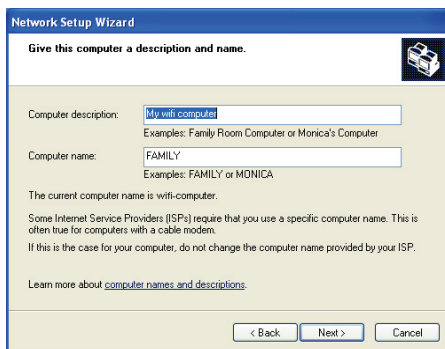 Network Setup Wizard
Give this computer a description and name.
Computer description:
My wifi computer
Examples: Family Room Computer or Monica's Computer
Computer name:
FAMILY
Examples: FAMILY or MONICA
The current computer name is wifi-computer.
Some Internet Service Providers (ISPs) require that you use a specific computer name. This is
often true for computers with a cable modem.
If this is the case for your computer, do not change the computer name provided by your ISP.
Learn more about computer names and descriptions.
< Back
Next >
Cancel